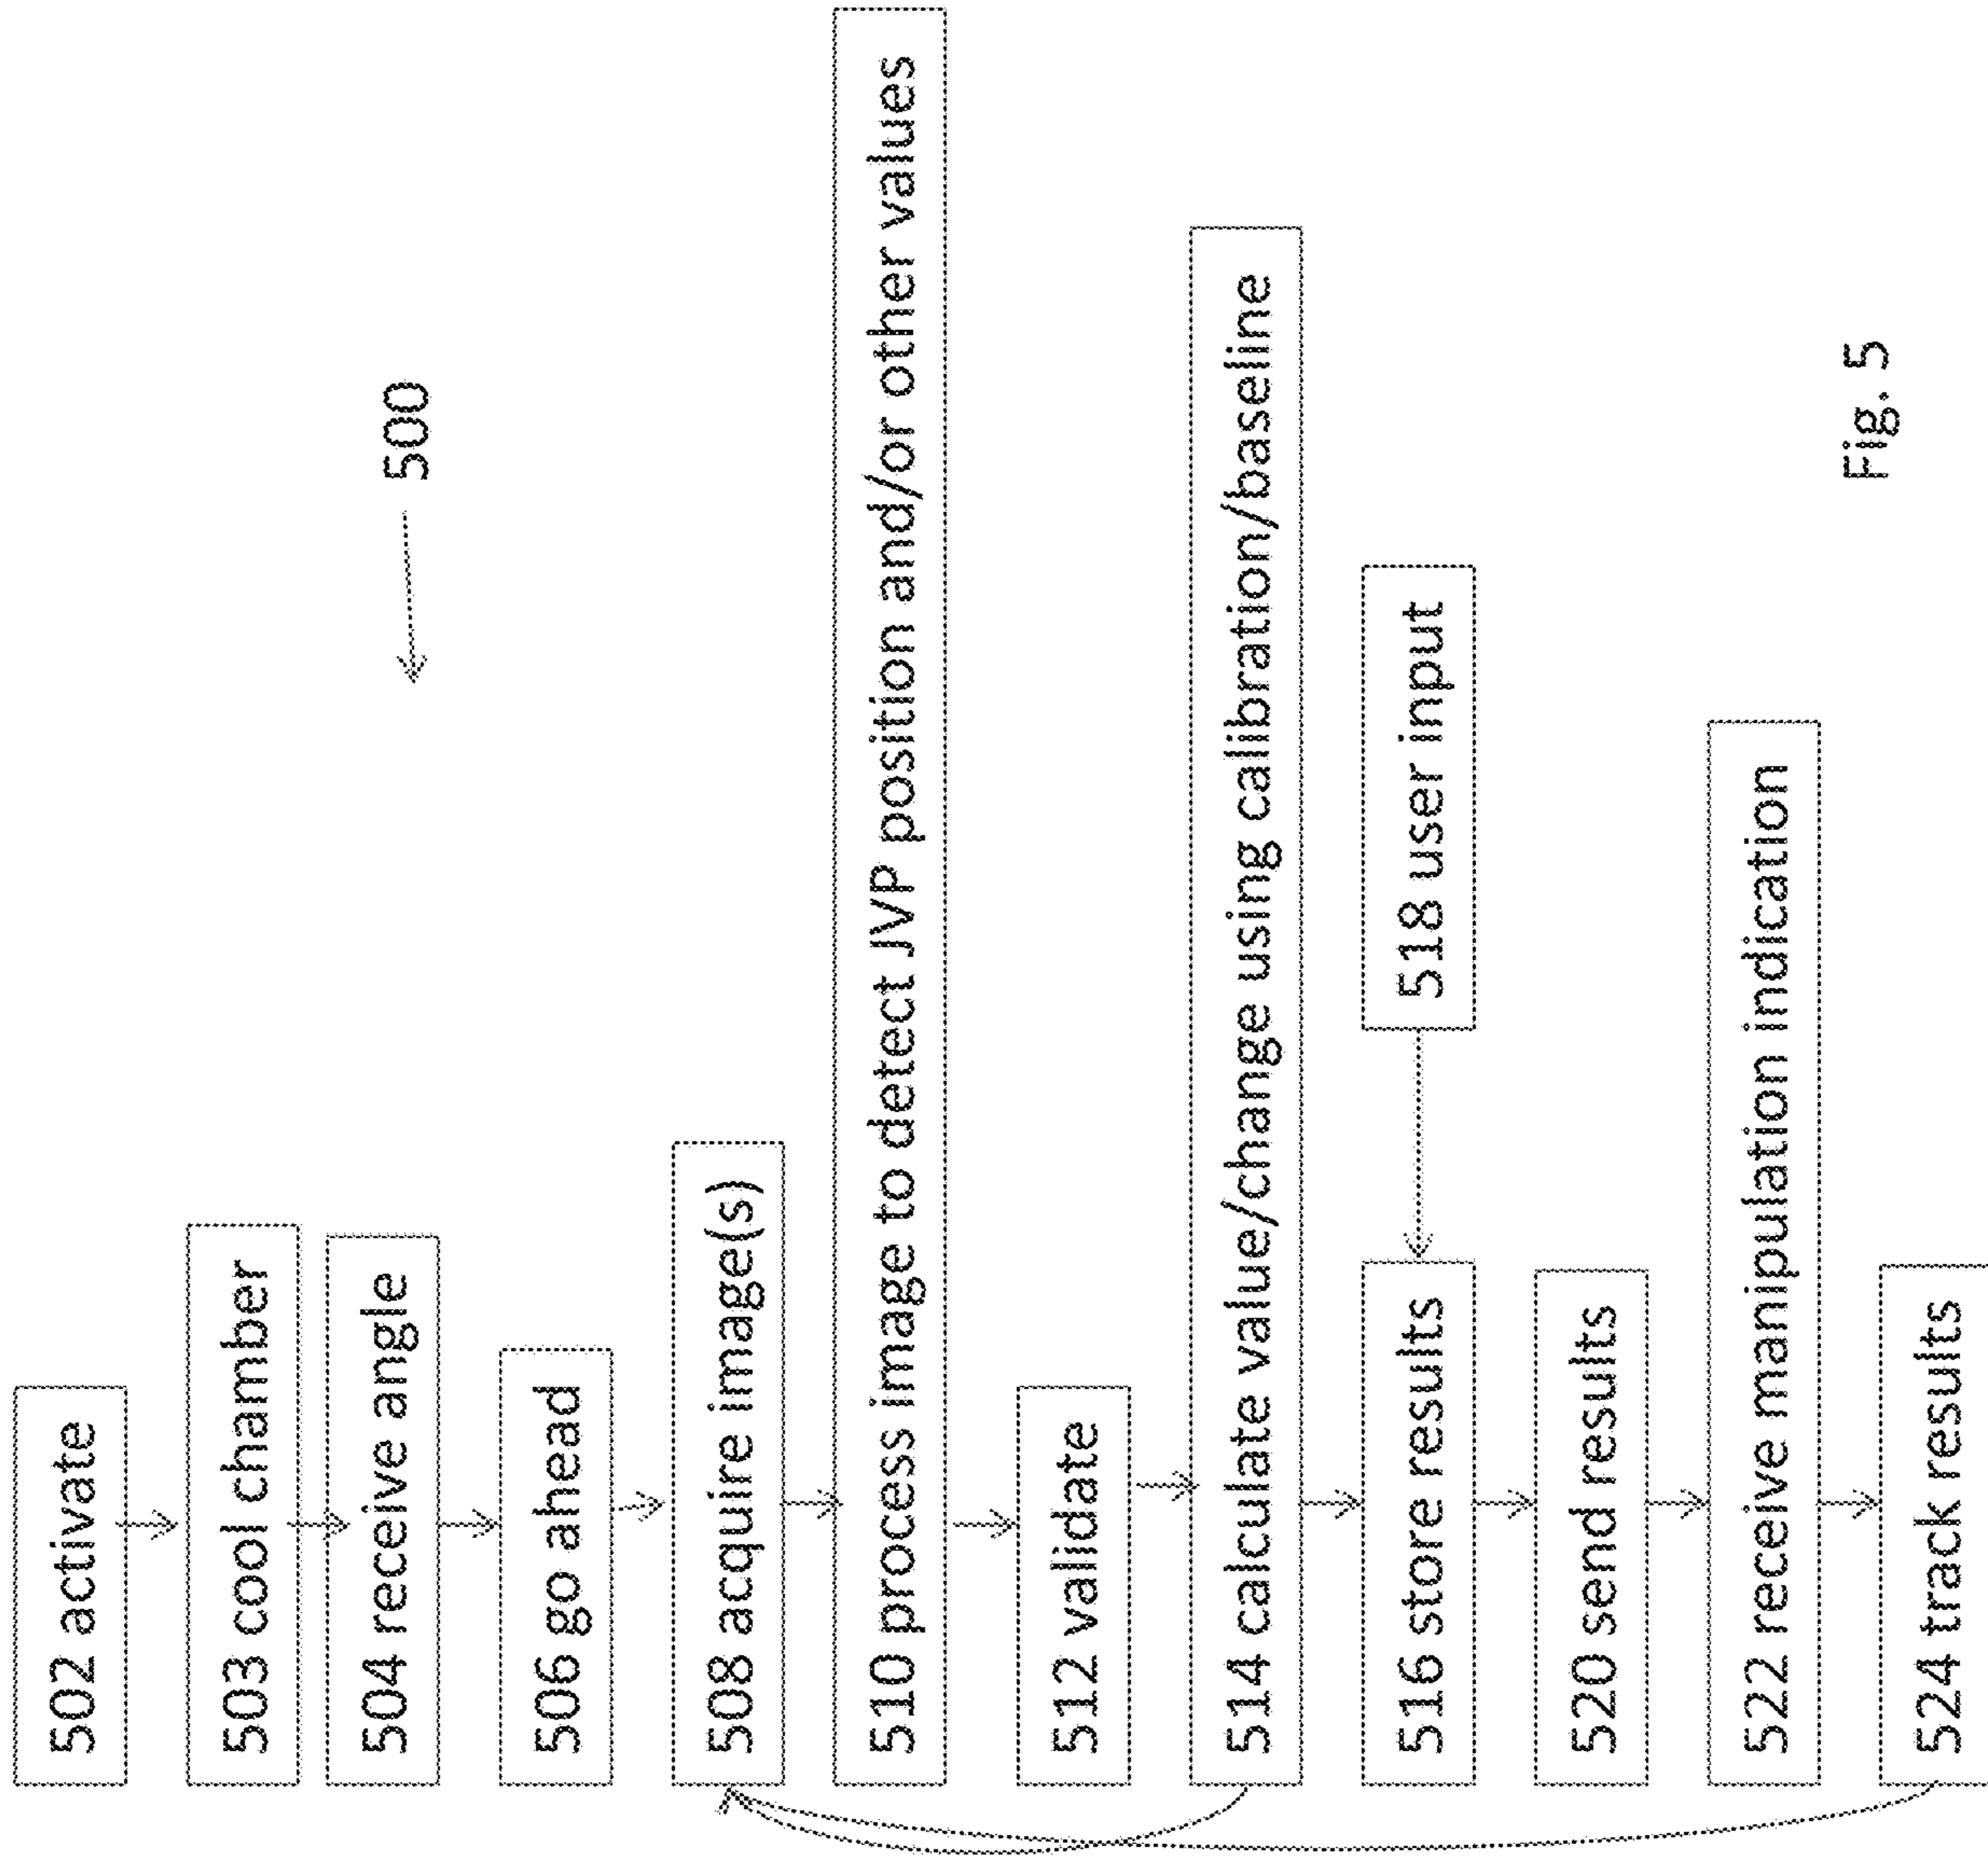 502 activate
500
503 cool chamber
504 receive angle
506 go ahead
508 acquire image(s)
510 process image to detect JVP position and/or other values
512 validate
514 calculate value/change using calibration/baseline
516 store results
518 user input
520 send results
522 receive manipulation indication
524 track results
Fig. 5